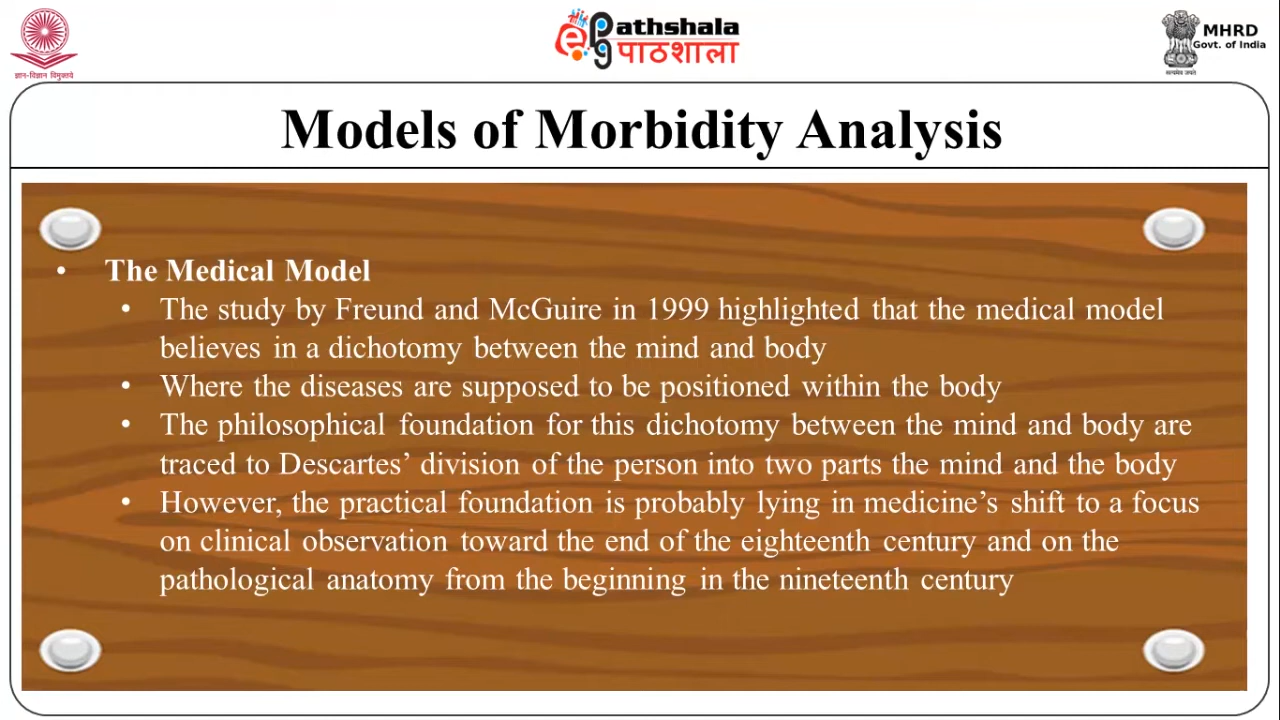 ज्ञान-विज्ञान विमुक्तये
ePathshala
पाठशाला
MHRD
Govt. of India
सत्यमेव जयते
Models of Morbidity Analysis
• The Medical Model
• The study by Freund and McGuire in 1999 highlighted that the medical model
believes in a dichotomy between the mind and body
• Where the diseases are supposed to be positioned within the body
• The philosophical foundation for this dichotomy between the mind and body are
traced to Descartes’ division of the person into two parts the mind and the body
• However, the practical foundation is probably lying in medicine’s shift to a focus
on clinical observation toward the end of the eighteenth century and on the
pathological anatomy from the beginning in the nineteenth century